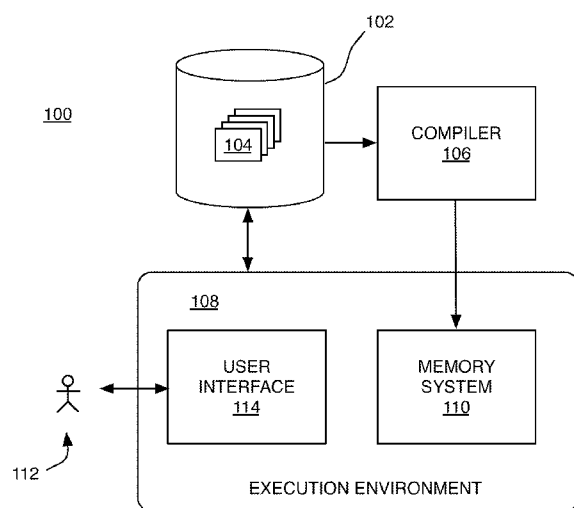 102
100
104
COMPILER
106
108
USER
INTERFACE
114
MEMORY
SYSTEM
110
112
EXECUTION ENVIRONMENT